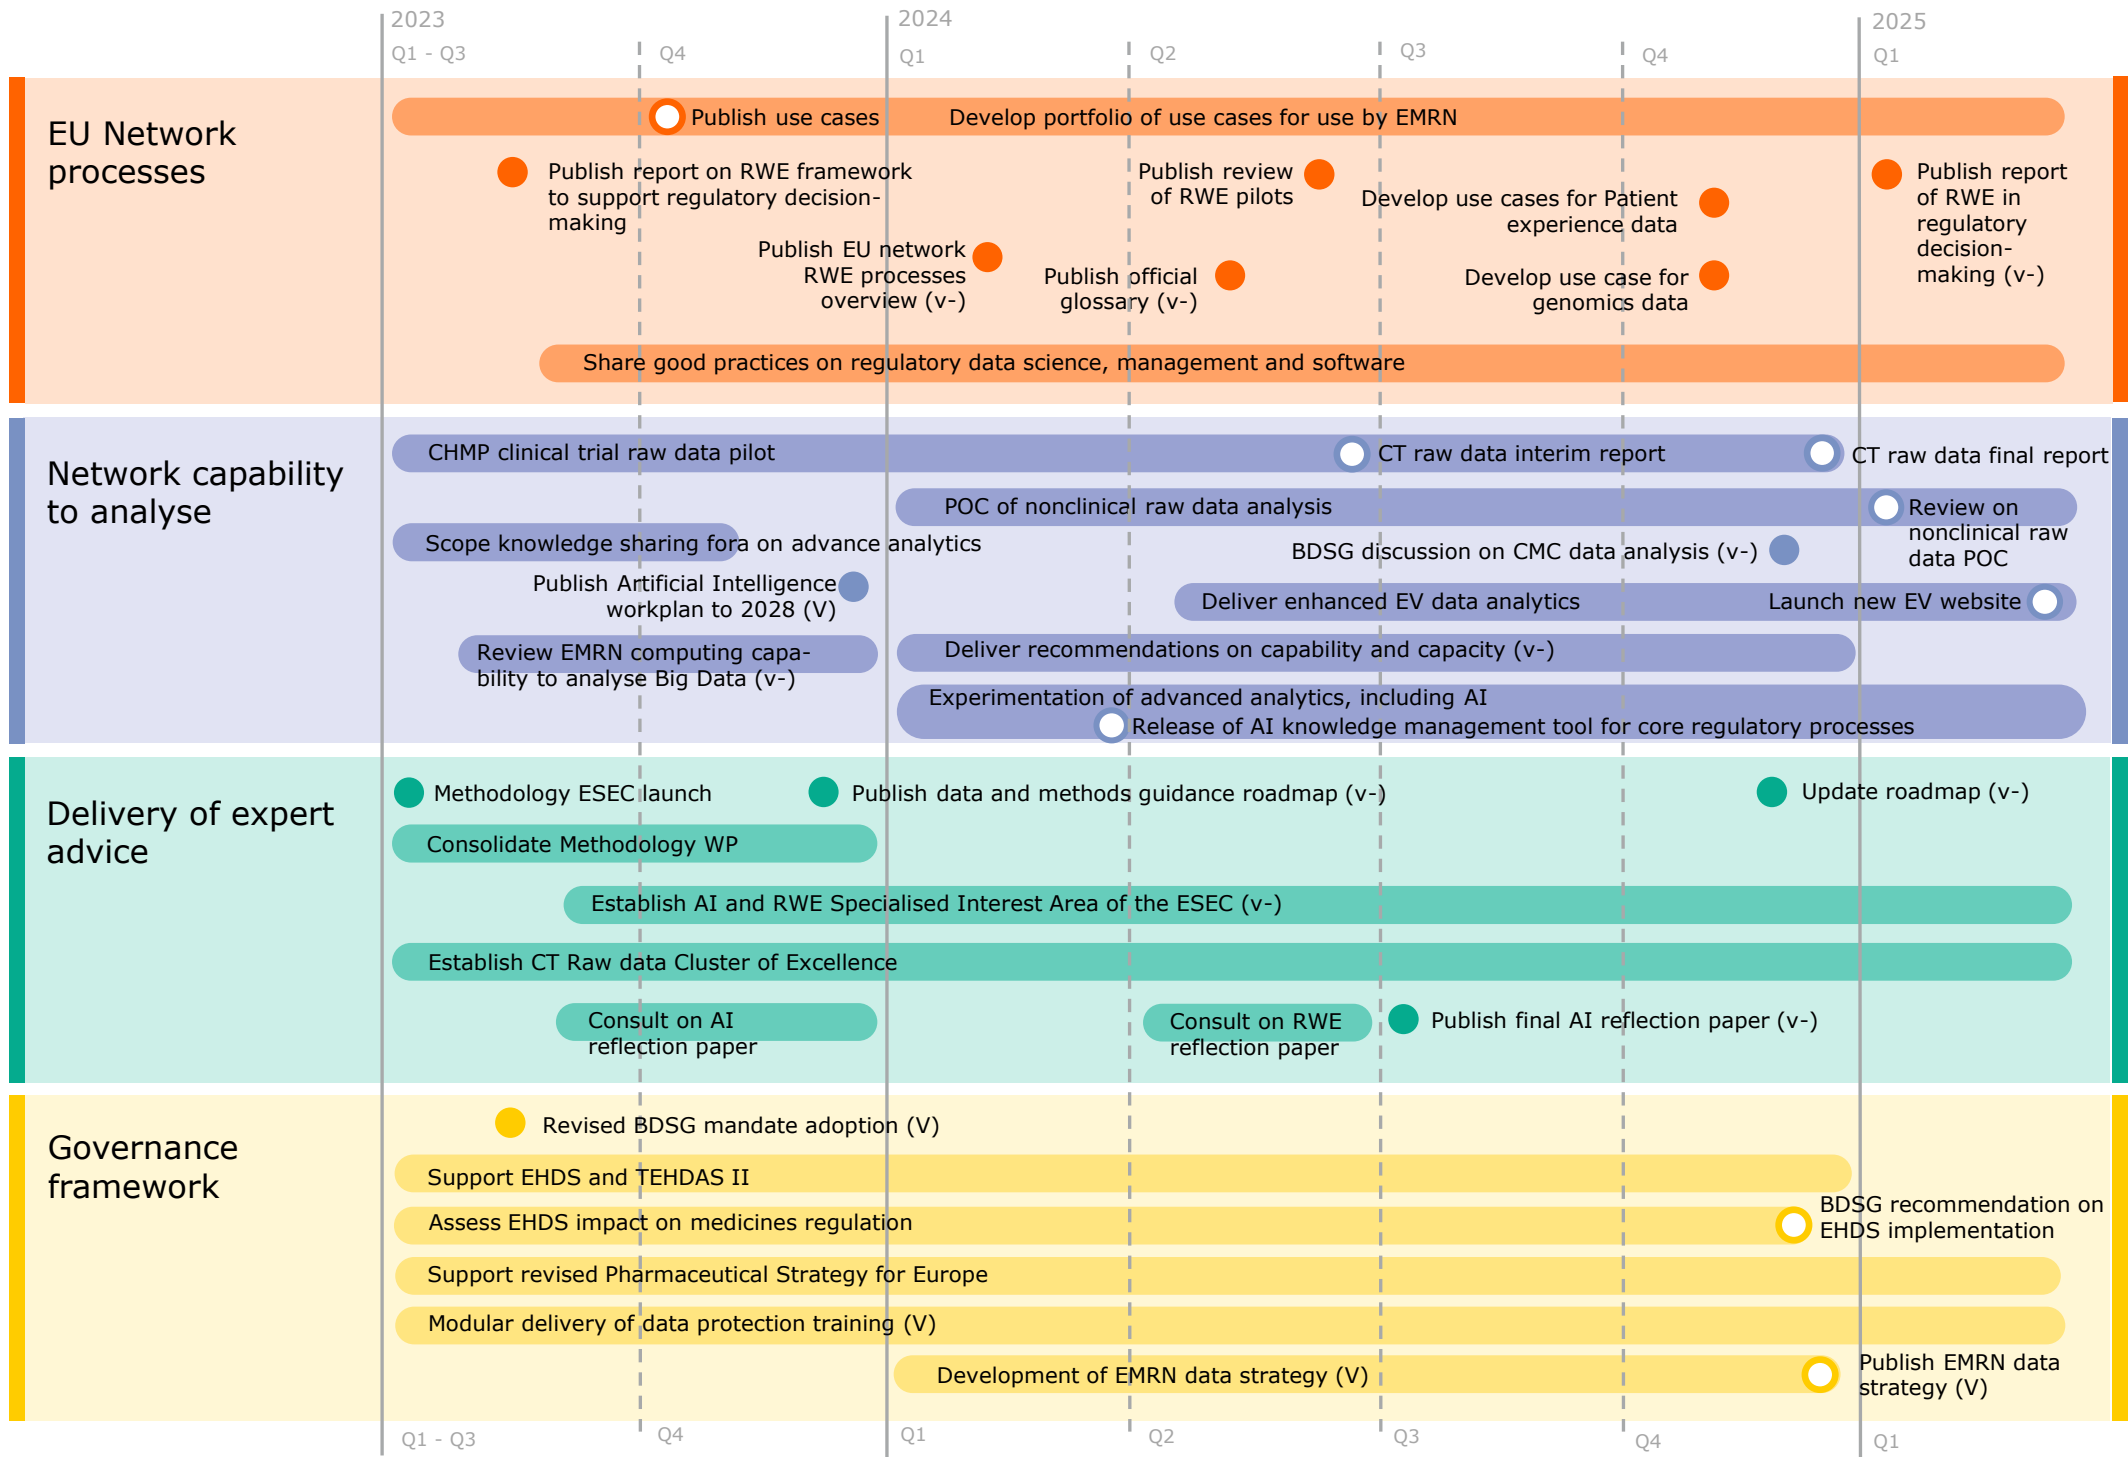 2023
2024
2025
Q1 - Q3
Q4
Q1
Q2
Q3
Q4
Q1
EU Network
processes
Publish use cases
Develop portfolio of use cases for use by EMRN
Publish report on RWE framework
to support regulatory decision-
making
Publish review
of RWE pilots
Develop use cases for Patient
experience data
Publish report
of RWE in
regulatory
decision-
making (v-)
Publish EU network
RWE processes
overview (v-)
Publish official
glossary (v-)
Develop use case for
genomics data
Share good practices on regulatory data science, management and software
Network capability
to analyse
CHMP clinical trial raw data pilot
CT raw data interim report
CT raw data final report
POC of nonclinical raw data analysis
Review on
nonclinical raw
data POC
Scope knowledge sharing fora on advance analytics
BDSG discussion on CMC data analysis (v-)
Publish Artificial Intelligence
workplan to 2028 (V)
Deliver enhanced EV data analytics
Launch new EV website
Review EMRN computing capa-
bility to analyse Big Data (v-)
Deliver recommendations on capability and capacity (v-)
Experimentation of advanced analytics, including AI
Release of AI knowledge management tool for core regulatory processes
Delivery of expert
advice
Methodology ESEC launch
Publish data and methods guidance roadmap (v-)
Update roadmap (v-)
Consolidate Methodology WP
Establish AI and RWE Specialised Interest Area of the ESEC (v-)
Establish CT Raw data Cluster of Excellence
Consult on AI
reflection paper
Consult on RWE
reflection paper
Publish final AI reflection paper (v-)
Governance
framework
Revised BDSG mandate adoption (V)
Support EHDS and TEHDAS II
Assess EHDS impact on medicines regulation
BDSG recommendation on
EHDS implementation
Support revised Pharmaceutical Strategy for Europe
Modular delivery of data protection training (V)
Development of EMRN data strategy (V)
Publish EMRN data
strategy (V)
Q1 - Q3
Q4
Q1
Q2
Q3
Q4
Q1